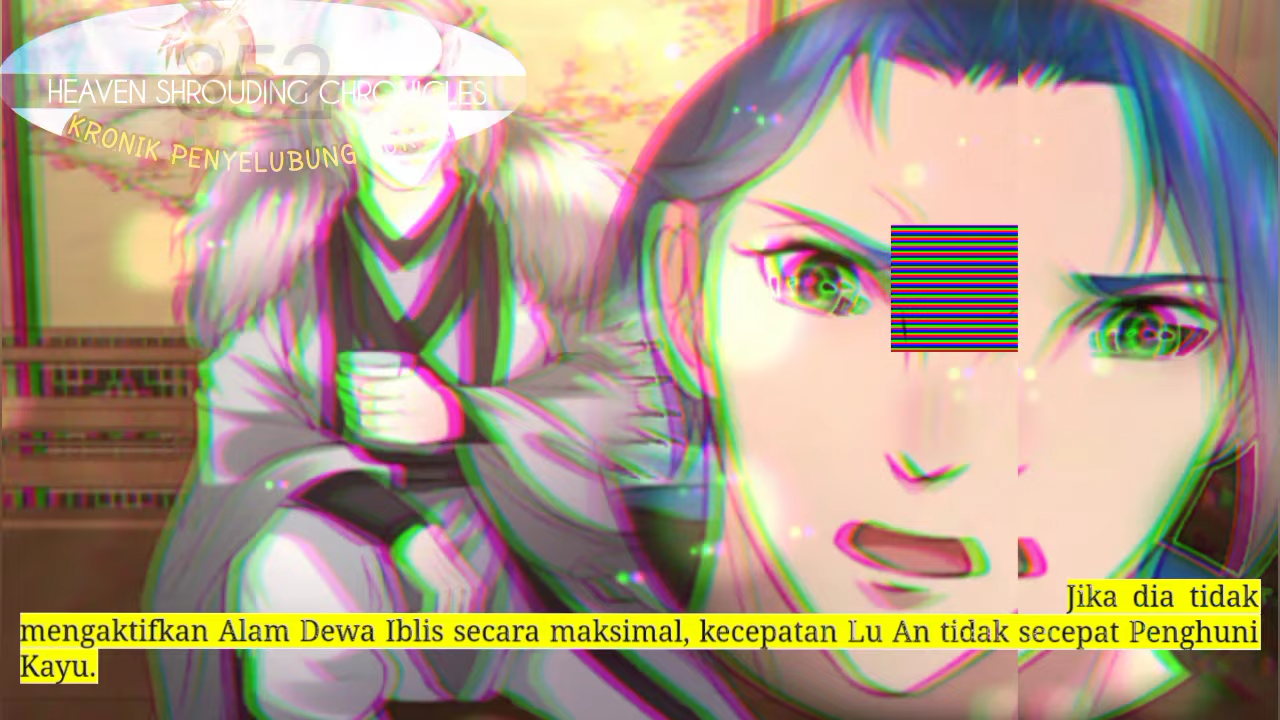 352
HEAVEN SHROUDING CHRONICLES
KRONIK PENYELUBUNG
Jika dia tidak
mengaktifkan Alam Dewa Iblis secara maksimal, kecepatan Lu An tidak secepat Penghuni
Kayu.